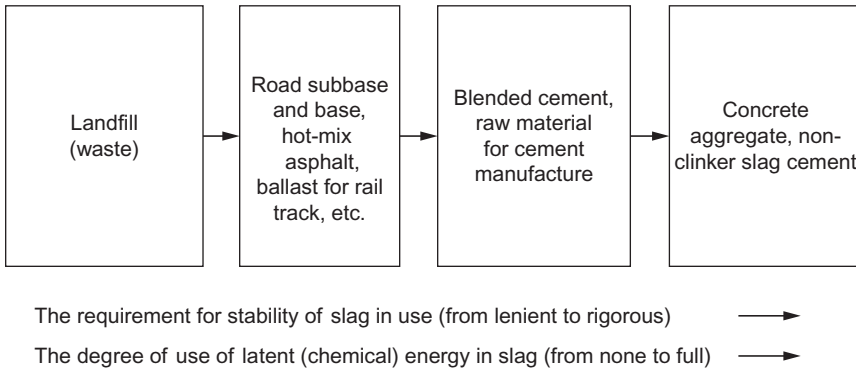 Landfill
(waste)
Road subbase
and base,
hot-mix
asphalt,
ballast for rail
track, etc.
Blended cement,
raw material
for cement
manufacture
Concrete
aggregate, non-
clinker slag cement
The requirement for stability of slag in use (from lenient to rigorous)
The degree of use of latent (chemical) energy in slag (from none to full)